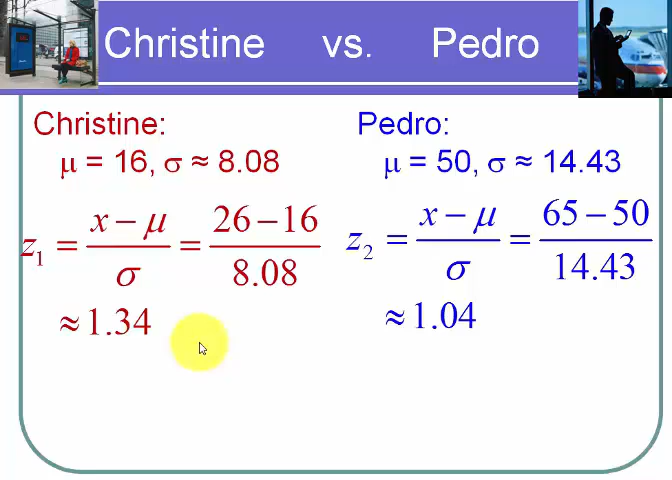 Christine vs. Pedro
Christine:
μ = 16, σ ≈ 8.08
z₁ = (x − μ)/σ = (26 − 16)/8.08
≈ 1.34
Pedro:
μ = 50, σ ≈ 14.43
z₂ = (x − μ)/σ = (65 − 50)/14.43
≈ 1.04